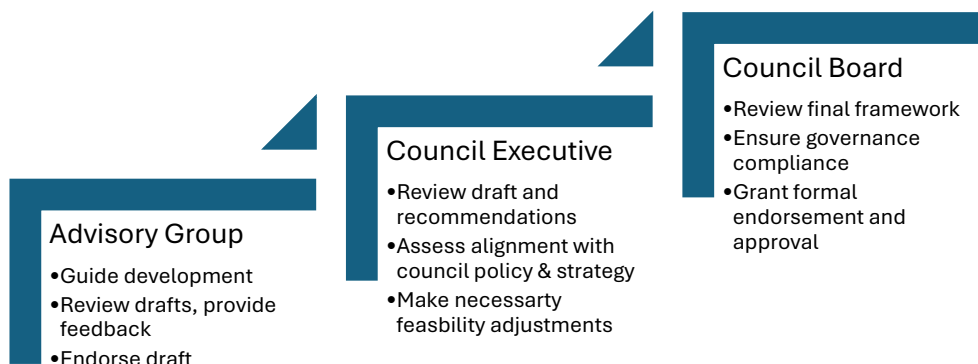 Advisory Group
•Guide development
•Review drafts, provide
feedback
•Endorse draft
Council Executive
•Review draft and
recommendations
•Assess alignment with
council policy & strategy
•Make necessarty
feasbility adjustments
Council Board
•Review final framework
•Ensure governance
compliance
•Grant formal
endorsement and
approval